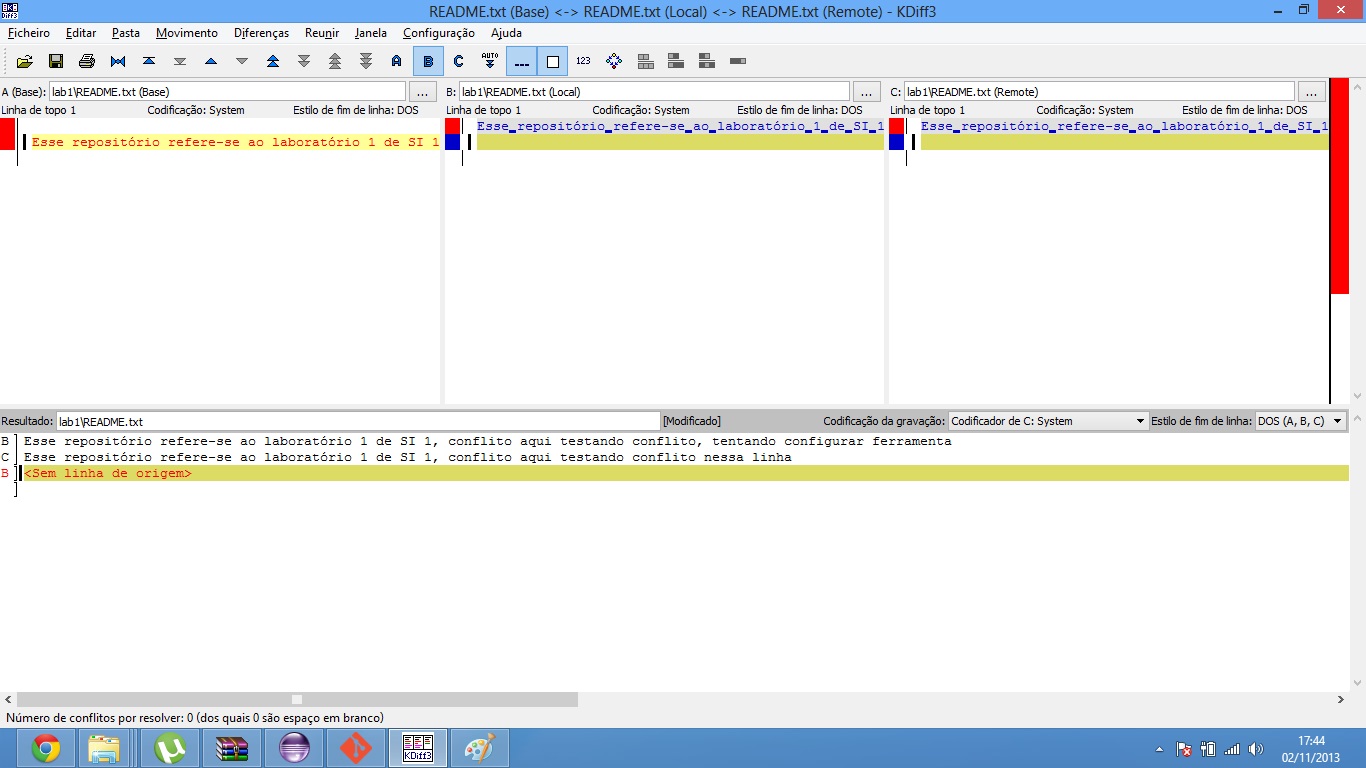 KDiff3
README.txt (Base) <-> README.txt (Local) <-> README.txt (Remote) - KDiff3
Ficheiro Editar Pasta Movimento Diferenças Reunir Janela Configuração Ajuda
A B C AUTO 123
A (Base): lab1\README.txt (Base) ... B: lab1\README.txt (Local) ... C: lab1\README.txt (Remote) ...
Linha de topo 1 Codificação: System Estilo de fim de linha: DOS Linha de topo 1 Codificação: System Estilo de fim de linha: DOS Linha de topo 1 Codificação: System Estilo de fim de linha: DOS
Esse_repositório_refere-se_ao_laboratório_1_de_SI_1 Esse_repositório_refere-se_ao_laboratório_1_de_SI_1
Esse repositório refere-se ao laboratório 1 de SI 1
Resultado: lab1\README.txt [Modificado] Codificação da gravação: Codificador de C: System Estilo de fim de linha: DOS (A, B, C)
B Esse repositório refere-se ao laboratório 1 de SI 1, conflito aqui testando conflito, tentando configurar ferramenta
C Esse repositório refere-se ao laboratório 1 de SI 1, conflito aqui testando conflito nessa linha
B <Sem linha de origem>
Número de conflitos por resolver: 0 (dos quais 0 são espaço em branco)
KDiff3
17:44
02/11/2013